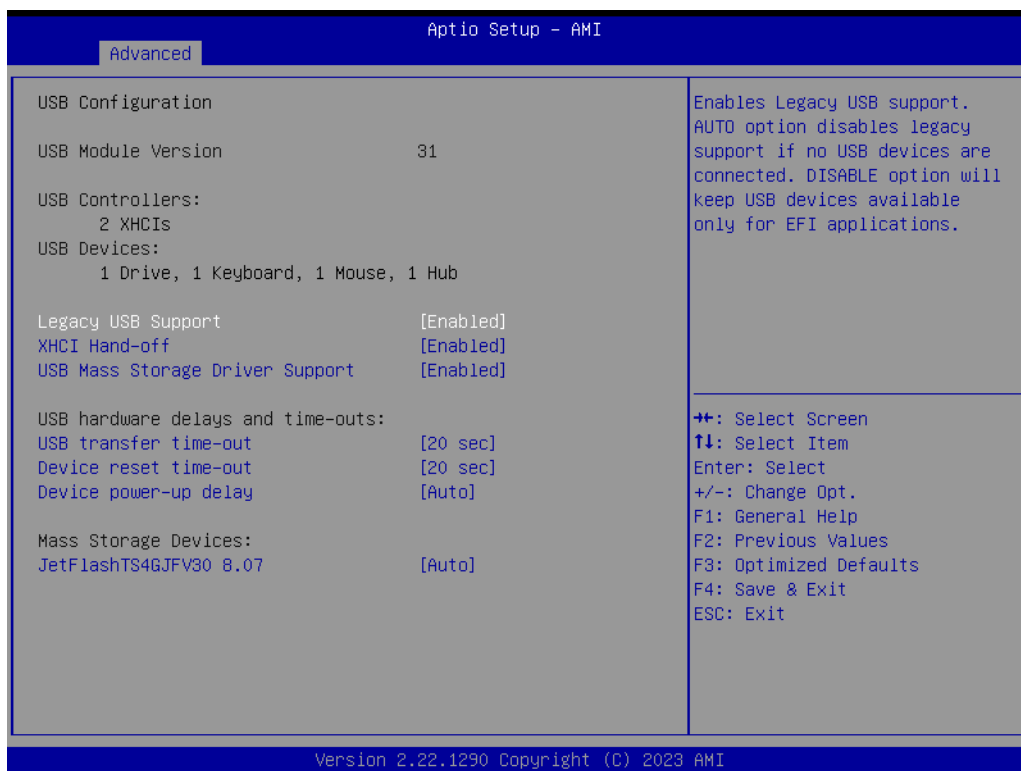 Aptio Setup – AMI
Advanced
USB Configuration
USB Module Version 31
USB Controllers:
2 XHCIs
USB Devices:
1 Drive, 1 Keyboard, 1 Mouse, 1 Hub
Legacy USB Support [Enabled]
XHCI Hand-off [Enabled]
USB Mass Storage Driver Support [Enabled]
USB hardware delays and time-outs:
USB transfer time-out [20 sec]
Device reset time-out [20 sec]
Device power-up delay [Auto]
Mass Storage Devices:
JetFlashTS4GJFV30 8.07 [Auto]
Enables Legacy USB support.
AUTO option disables legacy
support if no USB devices are
connected. DISABLE option will
keep USB devices available
only for EFI applications.
→←: Select Screen
↑↓: Select Item
Enter: Select
+/-: Change Opt.
F1: General Help
F2: Previous Values
F3: Optimized Defaults
F4: Save & Exit
ESC: Exit
Version 2.22.1290 Copyright (C) 2023 AMI